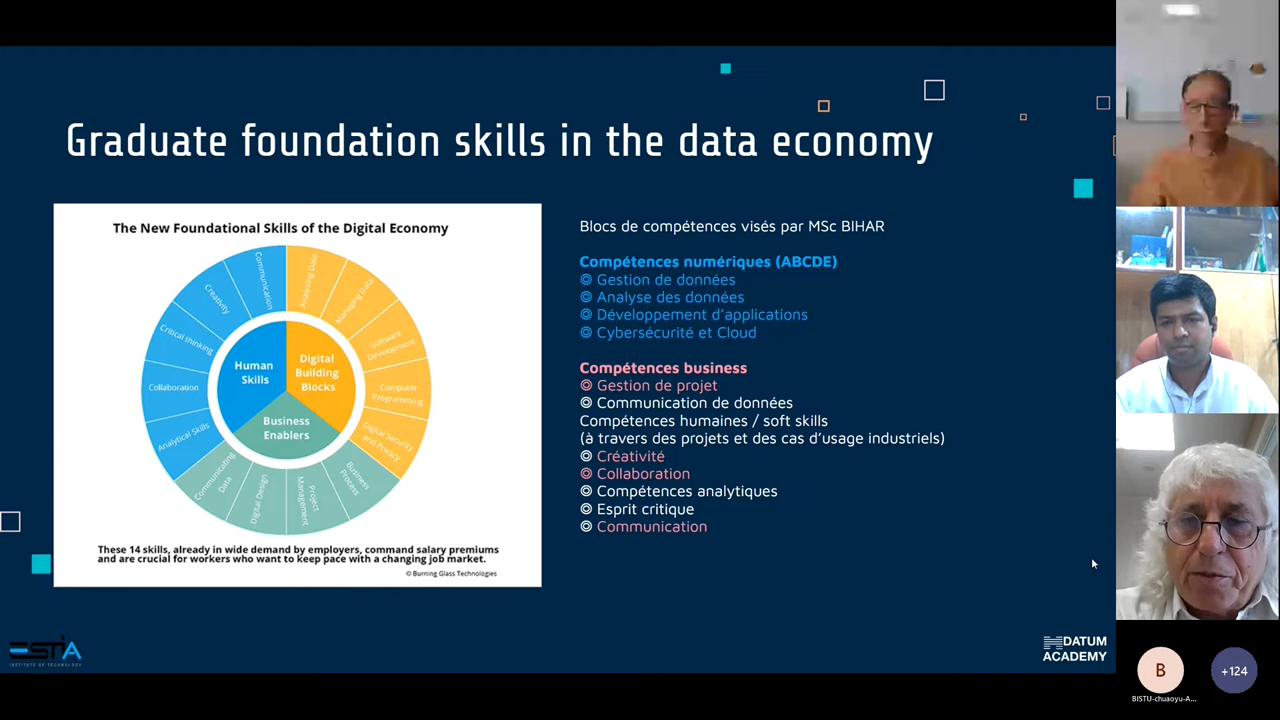 Graduate foundation skills in the data economy
The New Foundational Skills of the Digital Economy
Communication
Creativity
Critical thinking
Collaboration
Analytical Skills
Analyzing Data
Managing Data
Software
Development
Computer
Programming
Digital Security
and Privacy
Business
Process
Project
Management
Digital Design
Communicating
Data
Human
Skills
Digital
Building
Blocks
Business
Enablers
These 14 skills, already in wide demand by employers, command salary premiums
and are crucial for workers who want to keep pace with a changing job market.
© Burning Glass Technologies
Blocs de compétences visés par MSc BIHAR
Compétences numériques (ABCDE)
Gestion de données
Analyse des données
Développement d'applications
Cybersécurité et Cloud
Compétences business
Gestion de projet
Communication de données
Compétences humaines / soft skills
(à travers des projets et des cas d'usage industriels)
Créativité
Collaboration
Compétences analytiques
Esprit critique
Communication
ESTIA
INSTITUTE OF TECHNOLOGY
DATUM
ACADEMY
B
+124
BISTU-chuaoyu-A...